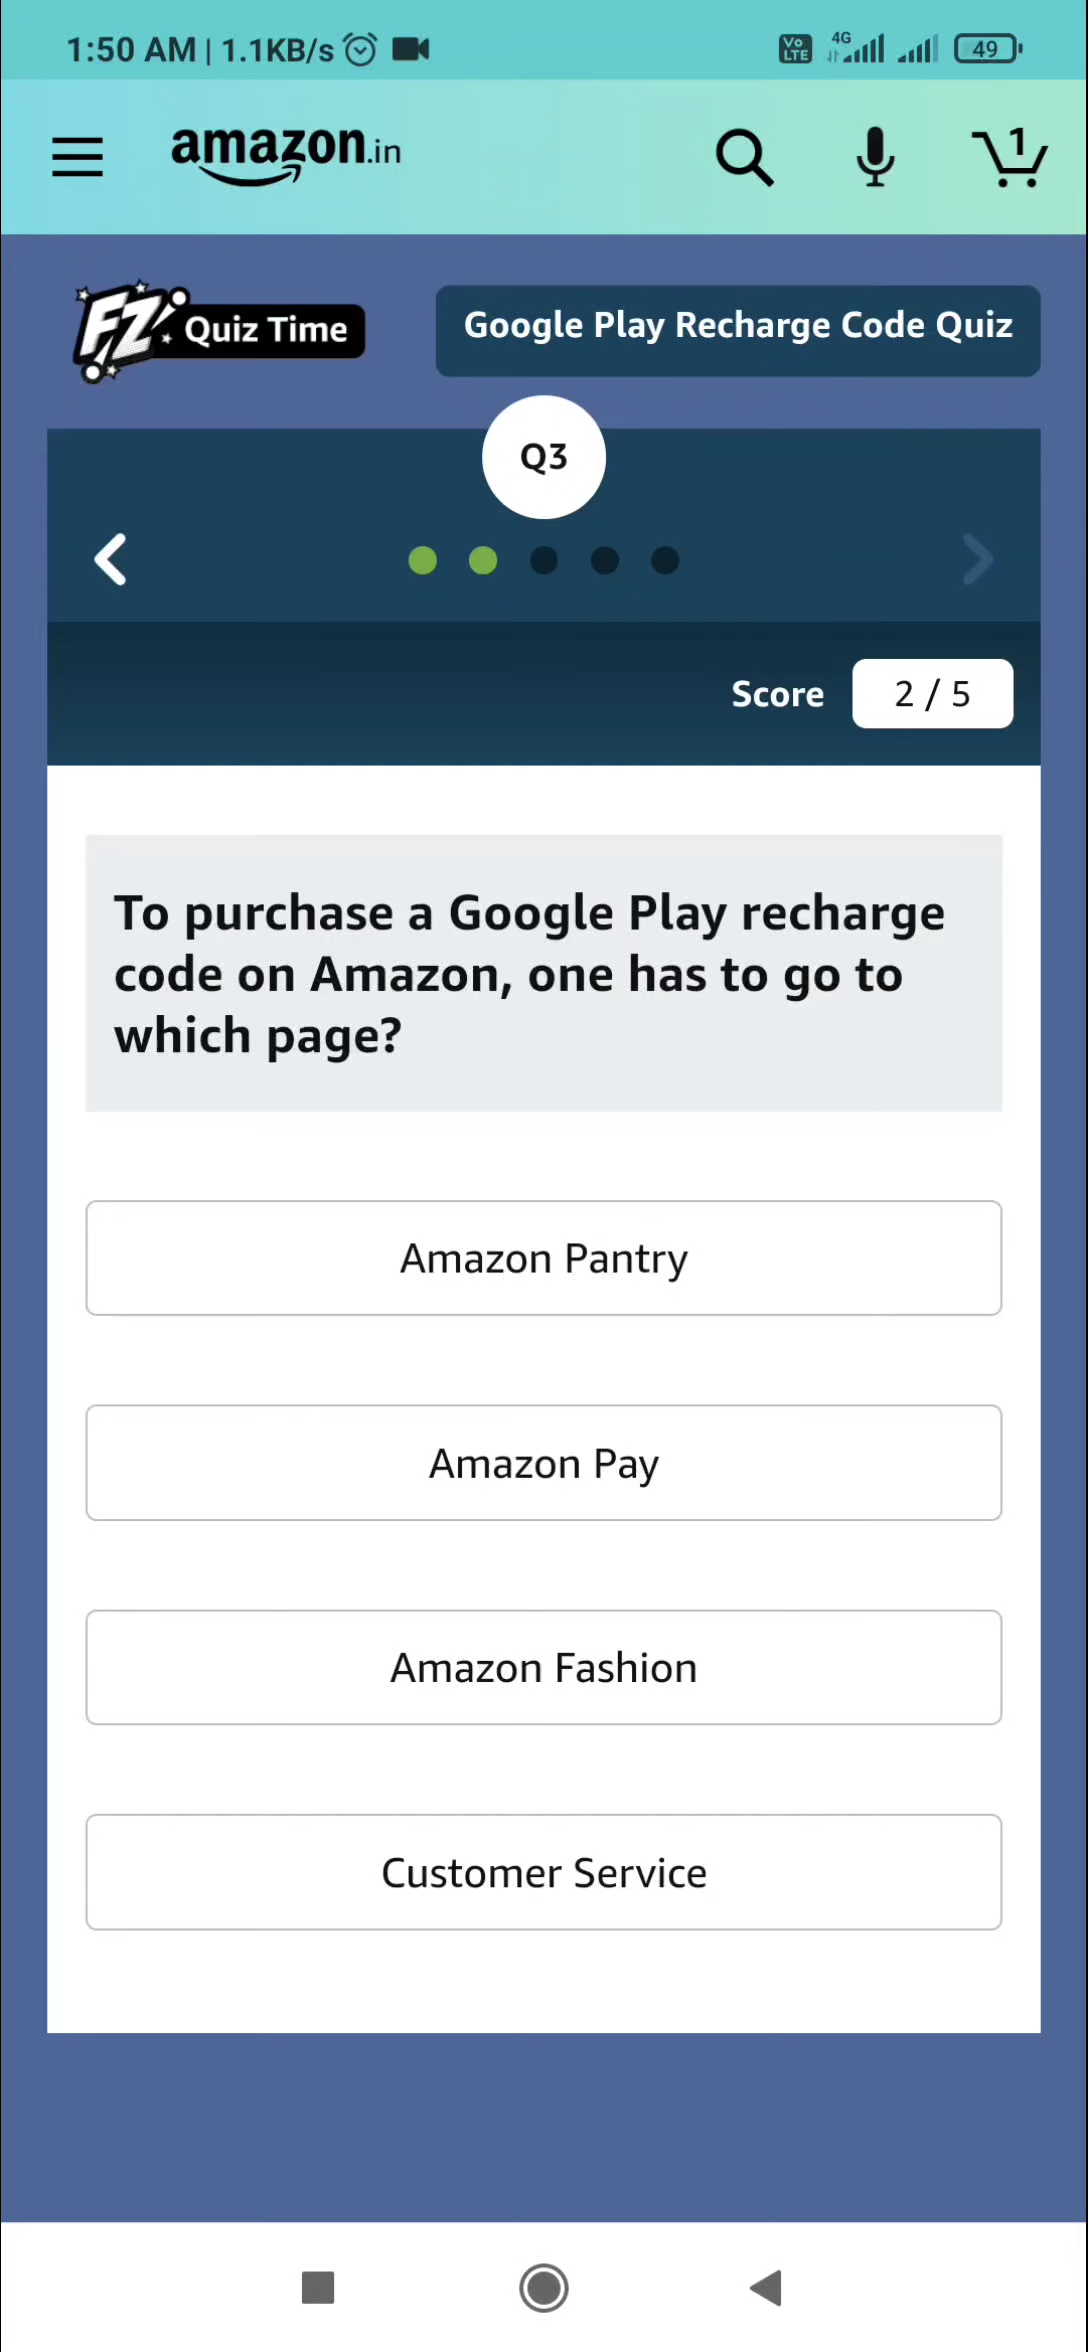 1:50 AM | 1.1KB/s Vo LTE 4G 49
amazon.in 1
FZ Quiz Time Google Play Recharge Code Quiz
Q3
Score 2 / 5
To purchase a Google Play recharge
code on Amazon, one has to go to
which page?
Amazon Pantry
Amazon Pay
Amazon Fashion
Customer Service